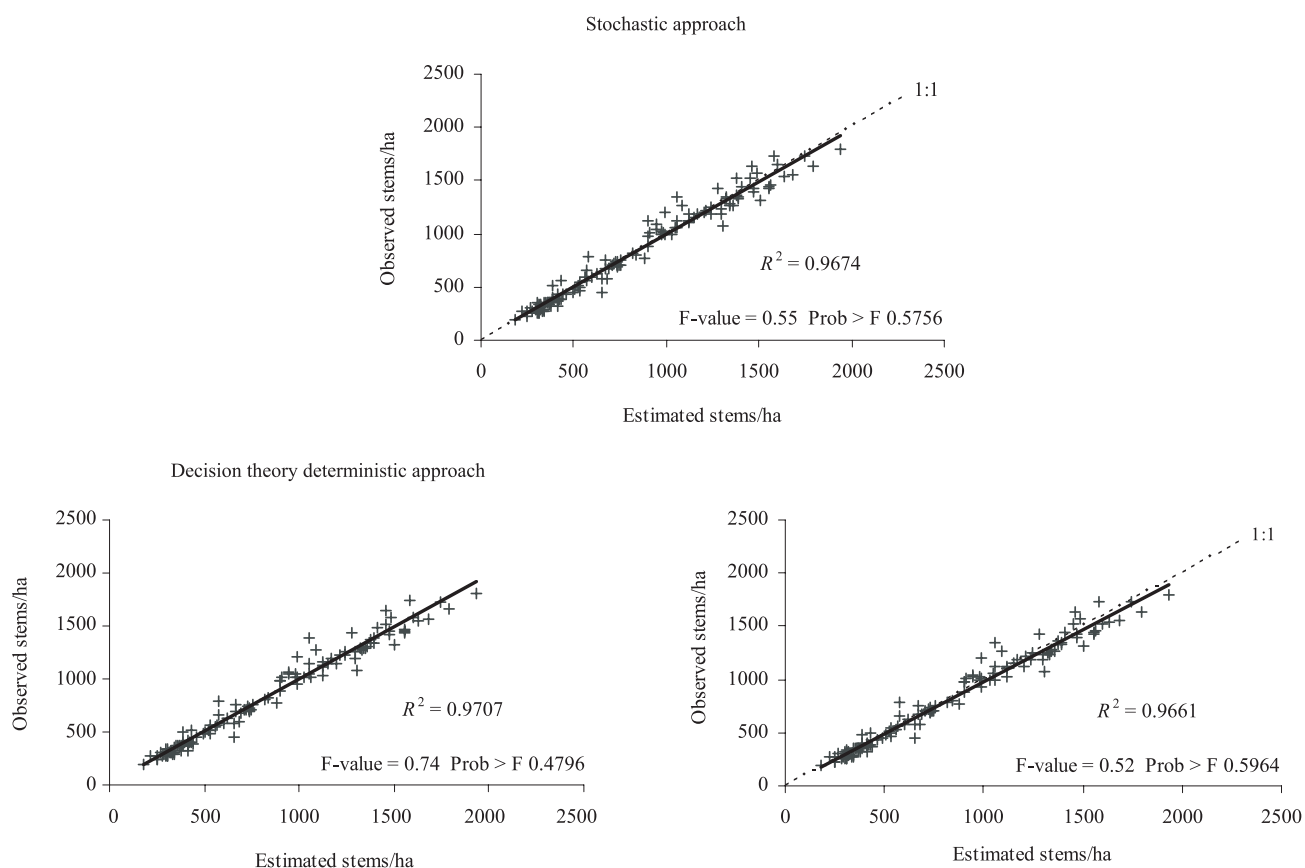 Stochastic approach
2500
2000
1500
1000
500
0
Observed stems/ha
1:1
R² = 0.9674
F-value = 0.55 Prob > F 0.5756
0 500 1000 1500 2000 2500
Estimated stems/ha
Decision theory deterministic approach
2500
2000
1500
1000
500
0
Observed stems/ha
R² = 0.9707
F-value = 0.74 Prob > F 0.4796
0 500 1000 1500 2000 2500
Estimated stems/ha
2500
2000
1500
1000
500
0
Observed stems/ha
1:1
R² = 0.9661
F-value = 0.52 Prob > F 0.5964
0 500 1000 1500 2000 2500
Estimated stems/ha